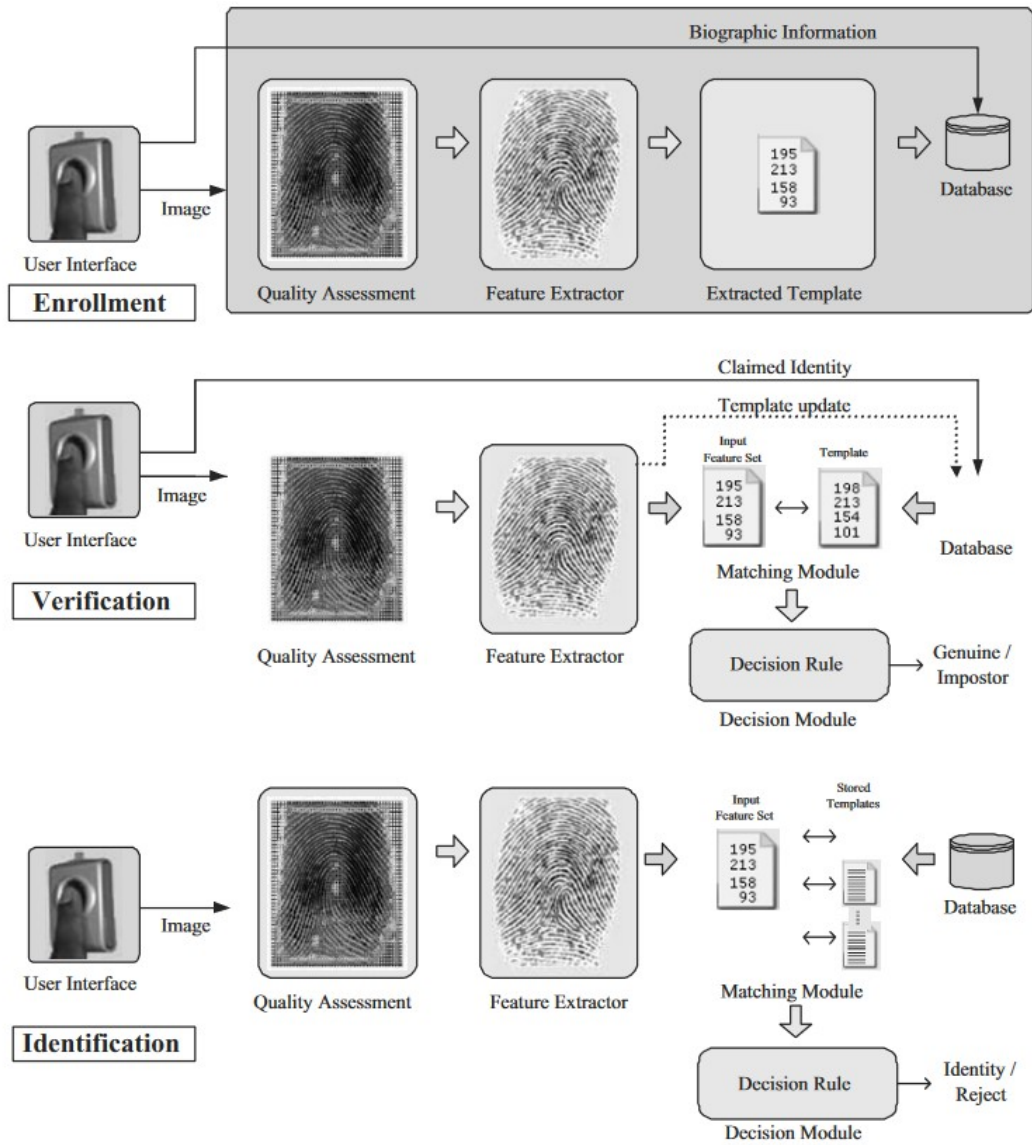 Biographic Information
195
213
158
93
Database
Image
User Interface
Quality Assessment
Feature Extractor
Extracted Template
Enrollment
Claimed Identity
Template update
Input
Feature Set
Template
195
213
158
93
198
213
154
101
Image
User Interface
Database
Matching Module
Verification
Quality Assessment
Feature Extractor
Decision Rule
Genuine /
Impostor
Decision Module
Input
Feature Set
Stored
Templates
195
213
158
93
Image
Database
User Interface
Quality Assessment
Feature Extractor
Matching Module
Identification
Decision Rule
Identity /
Reject
Decision Module